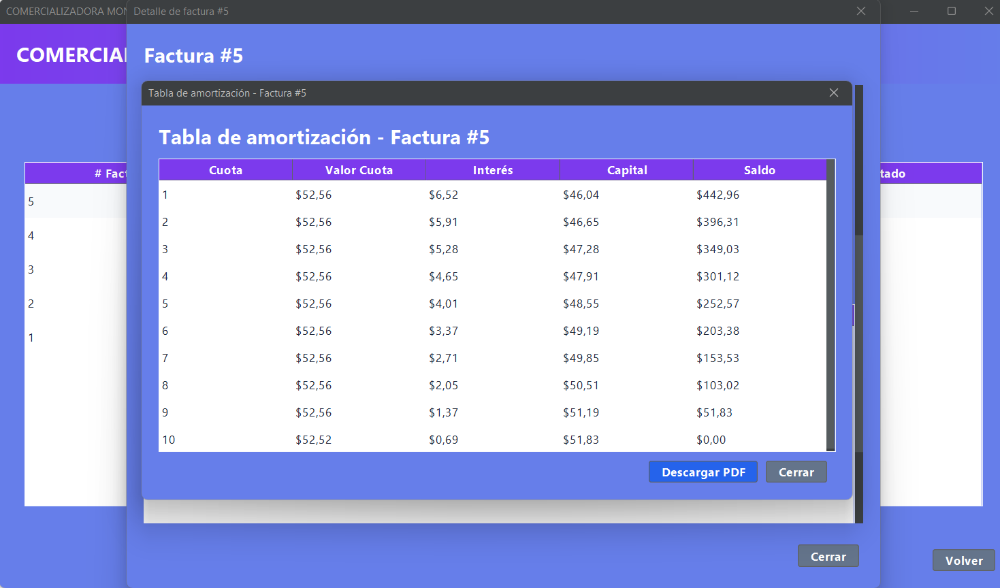 COMERCIALIZADORA MON
Detalle de factura #5
COMERCIAL
Factura #5
Tabla de amortización - Factura #5
Tabla de amortización - Factura #5
Cuota Valor Cuota Interés Capital Saldo
1 $52,56 $6,52 $46,04 $442,96
2 $52,56 $5,91 $46,65 $396,31
3 $52,56 $5,28 $47,28 $349,03
4 $52,56 $4,65 $47,91 $301,12
5 $52,56 $4,01 $48,55 $252,57
6 $52,56 $3,37 $49,19 $203,38
7 $52,56 $2,71 $49,85 $153,53
8 $52,56 $2,05 $50,51 $103,02
9 $52,56 $1,37 $51,19 $51,83
10 $52,52 $0,69 $51,83 $0,00
Descargar PDF Cerrar
# Fact
tado
5
4
3
2
1
Cerrar
Volver